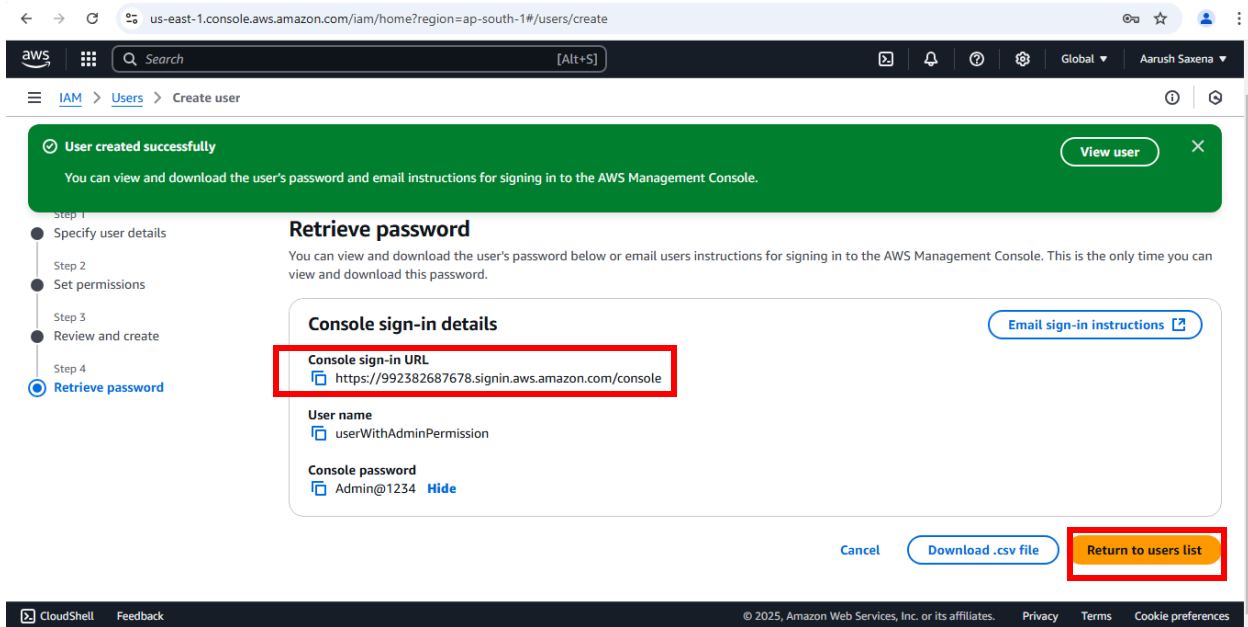 us-east-1.console.aws.amazon.com/iam/home?region=ap-south-1#/users/create
aws
Search [Alt+S]
Global
Aarush Saxena
IAM > Users > Create user
User created successfully
View user
You can view and download the user's password and email instructions for signing in to the AWS Management Console.
Step 1
Specify user details
Step 2
Set permissions
Step 3
Review and create
Step 4
Retrieve password
Retrieve password
You can view and download the user's password below or email users instructions for signing in to the AWS Management Console. This is the only time you can
view and download this password.
Console sign-in details
Email sign-in instructions
Console sign-in URL
https://992382687678.signin.aws.amazon.com/console
User name
userWithAdminPermission
Console password
Admin@1234 Hide
Cancel
Download .csv file
Return to users list
CloudShell
Feedback
© 2025, Amazon Web Services, Inc. or its affiliates.
Privacy
Terms
Cookie preferences